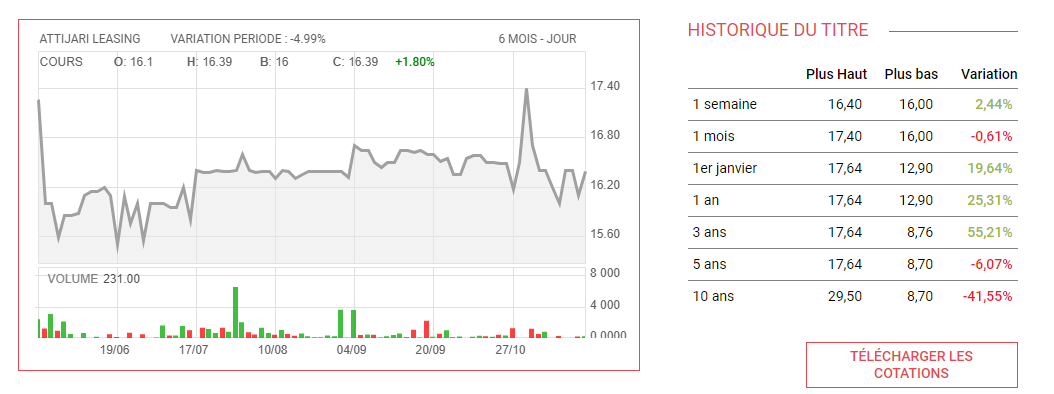 ATTIJARI LEASING VARIATION PERIODE : -4.99% 6 MOIS - JOUR
COURS O: 16.1 H: 16.39 B: 16 C: 16.39 +1.80%
17.40
16.80
16.20
15.60
VOLUME 231.00
8 000
4 000
0.0000
19/06 17/07 10/08 04/09 20/09 27/10
HISTORIQUE DU TITRE
Plus Haut Plus bas Variation
1 semaine 16,40 16,00 2,44%
1 mois 17,40 16,00 -0,61%
1er janvier 17,64 12,90 19,64%
1 an 17,64 12,90 25,31%
3 ans 17,64 8,76 55,21%
5 ans 17,64 8,70 -6,07%
10 ans 29,50 8,70 -41,55%
TÉLÉCHARGER LES
COTATIONS